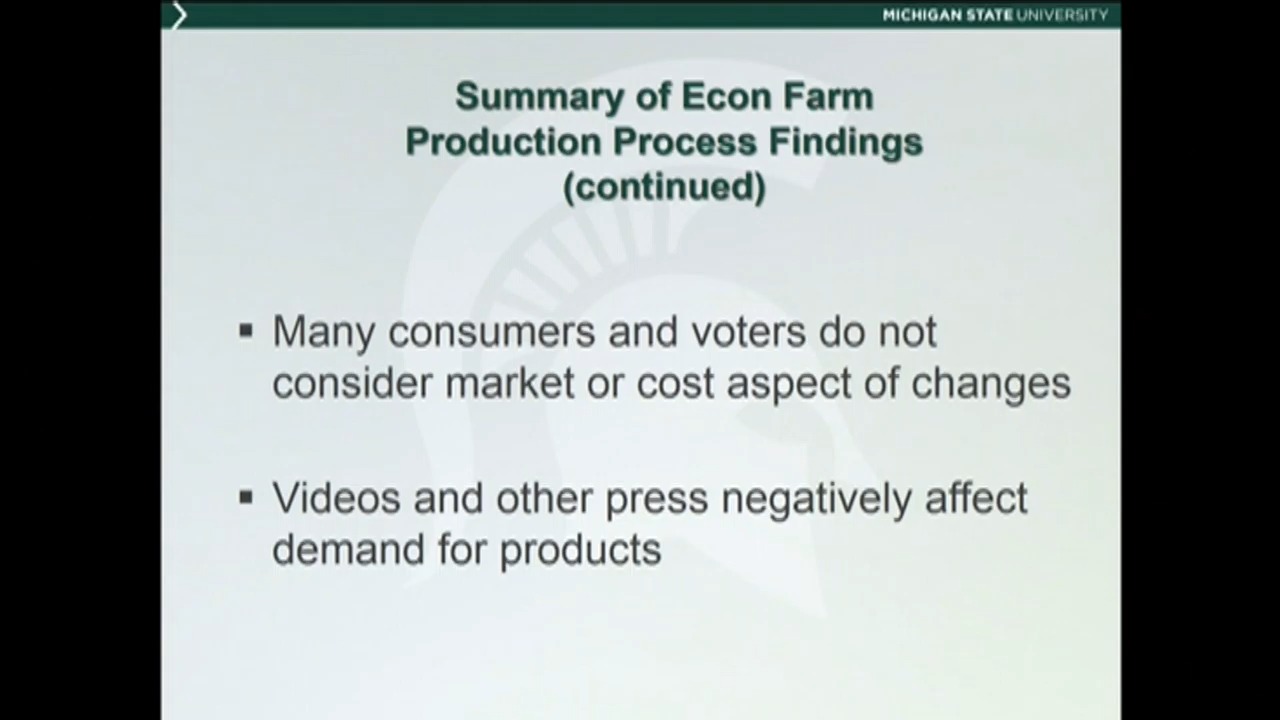 MICHIGAN STATE UNIVERSITY
Summary of Econ Farm
Production Process Findings
(continued)
▪ Many consumers and voters do not
consider market or cost aspect of changes
▪ Videos and other press negatively affect
demand for products